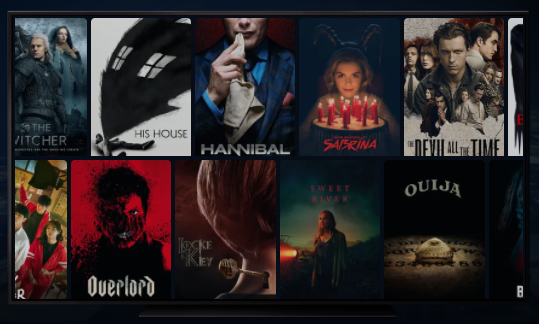 THE
WITCHER
HIS HOUSE
HANNIBAL
SABRINA
THE DEVIL ALL THE TIME
R
Overlord
LOCKE
& KEY
SWEET
RIVER
OUIJA
B